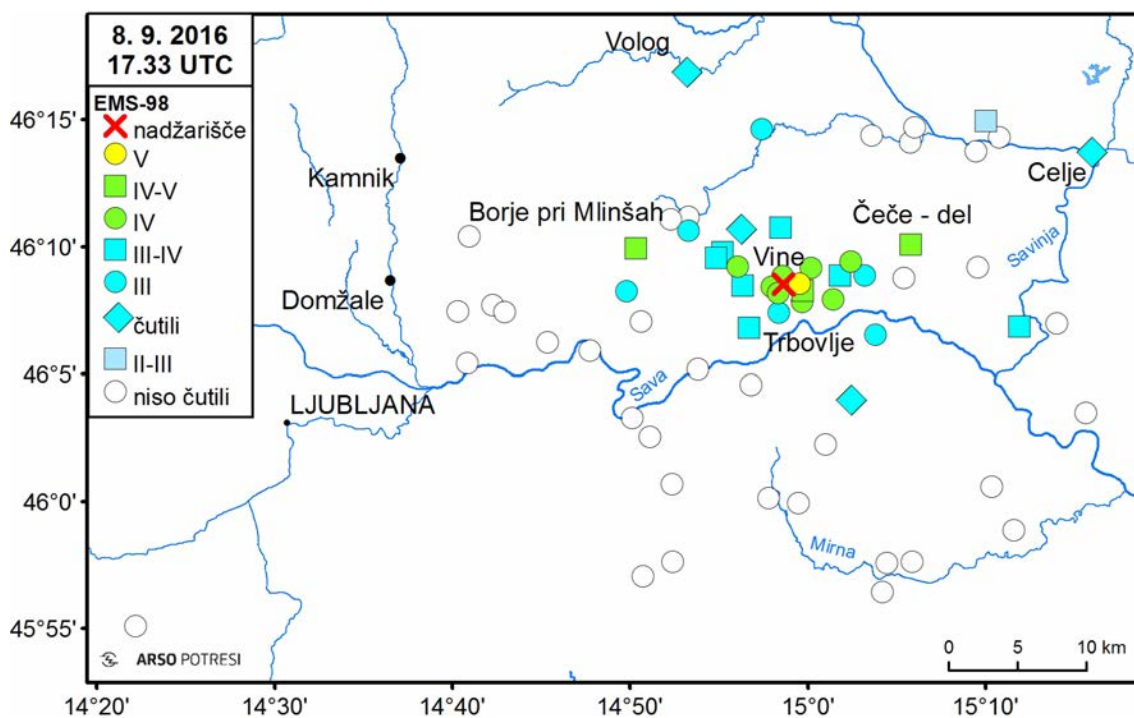 8. 9. 2016
17.33 UTC
EMS-98
nadžarišče
V
IV-V
IV
III-IV
III
čutili
II-III
niso čutili
Volog
Kamnik
Celje
Borje pri Mlinšah
Čeče - del
Vine
Savinja
Domžale
Trbovlje
Sava
LJUBLJANA
Mirna
ARSO POTRESI
0 5 10 km
46°15'
46°10'
46°5'
46°0'
45°55'
14°20' 14°30' 14°40' 14°50' 15°0' 15°10'